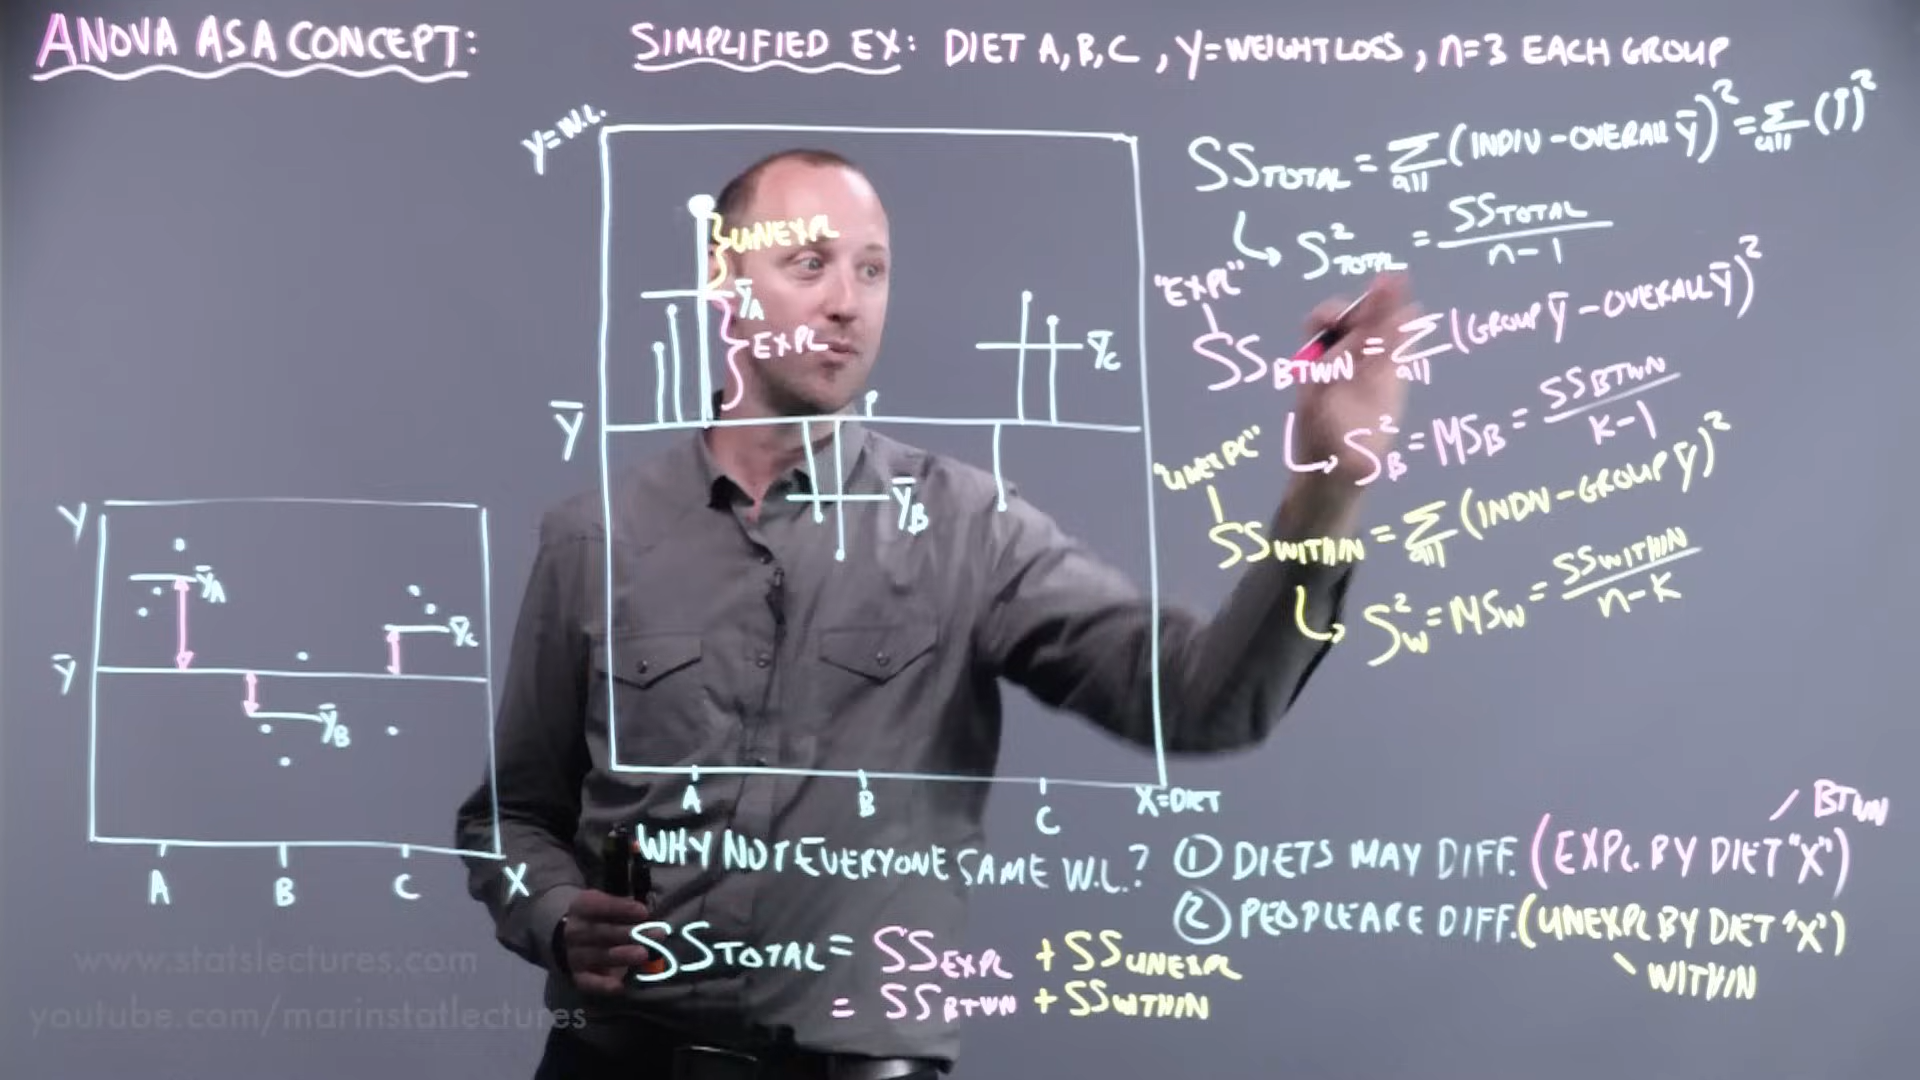 ANOVA AS A CONCEPT:
SIMPLIFIED EX: DIET A, B, C, Y=WEIGHT LOSS, n=3 EACH GROUP
Y=W.L.
UNEXPL
ȲA
EXPL
ȲC
Ȳ
ȲB
A
B
C
X=DIET
SSTOTAL = Σall (INDIV - OVERALL Ȳ)² = Σall (↕)²
↳ S²TOTAL = SSTOTAL / n-1
"EXPL"
SSBTWN = Σall (GROUP Ȳ - OVERALL Ȳ)²
↳ S²B = MSB = SSBTWN / K-1
"UNEXPL"
SSWITHIN = Σall (INDIV - GROUP Ȳ)²
↳ S²W = MSW = SSWITHIN / n-K
Y
ȲA
ȲC
Ȳ
ȲB
A
B
C
X
WHY NOT EVERYONE SAME W.L.? ① DIETS MAY DIFF. (EXPL. BY DIET "X")
BTWN
② PEOPLE ARE DIFF. (UNEXPL BY DIET "X")
WITHIN
SSTOTAL = SSEXPL + SSUNEXPL
= SSBTWN + SSWITHIN
www.statslectures.com
youtube.com/marinstatlectures